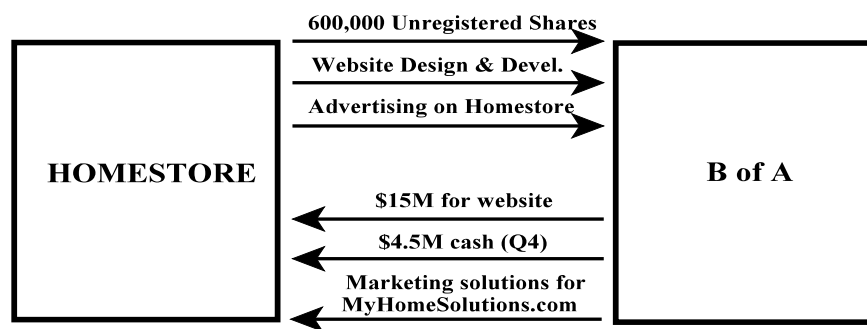 600,000 Unregistered Shares
Website Design & Devel.
Advertising on Homestore
HOMESTORE
B of A
$15M for website
$4.5M cash (Q4)
Marketing solutions for
MyHomeSolutions.com